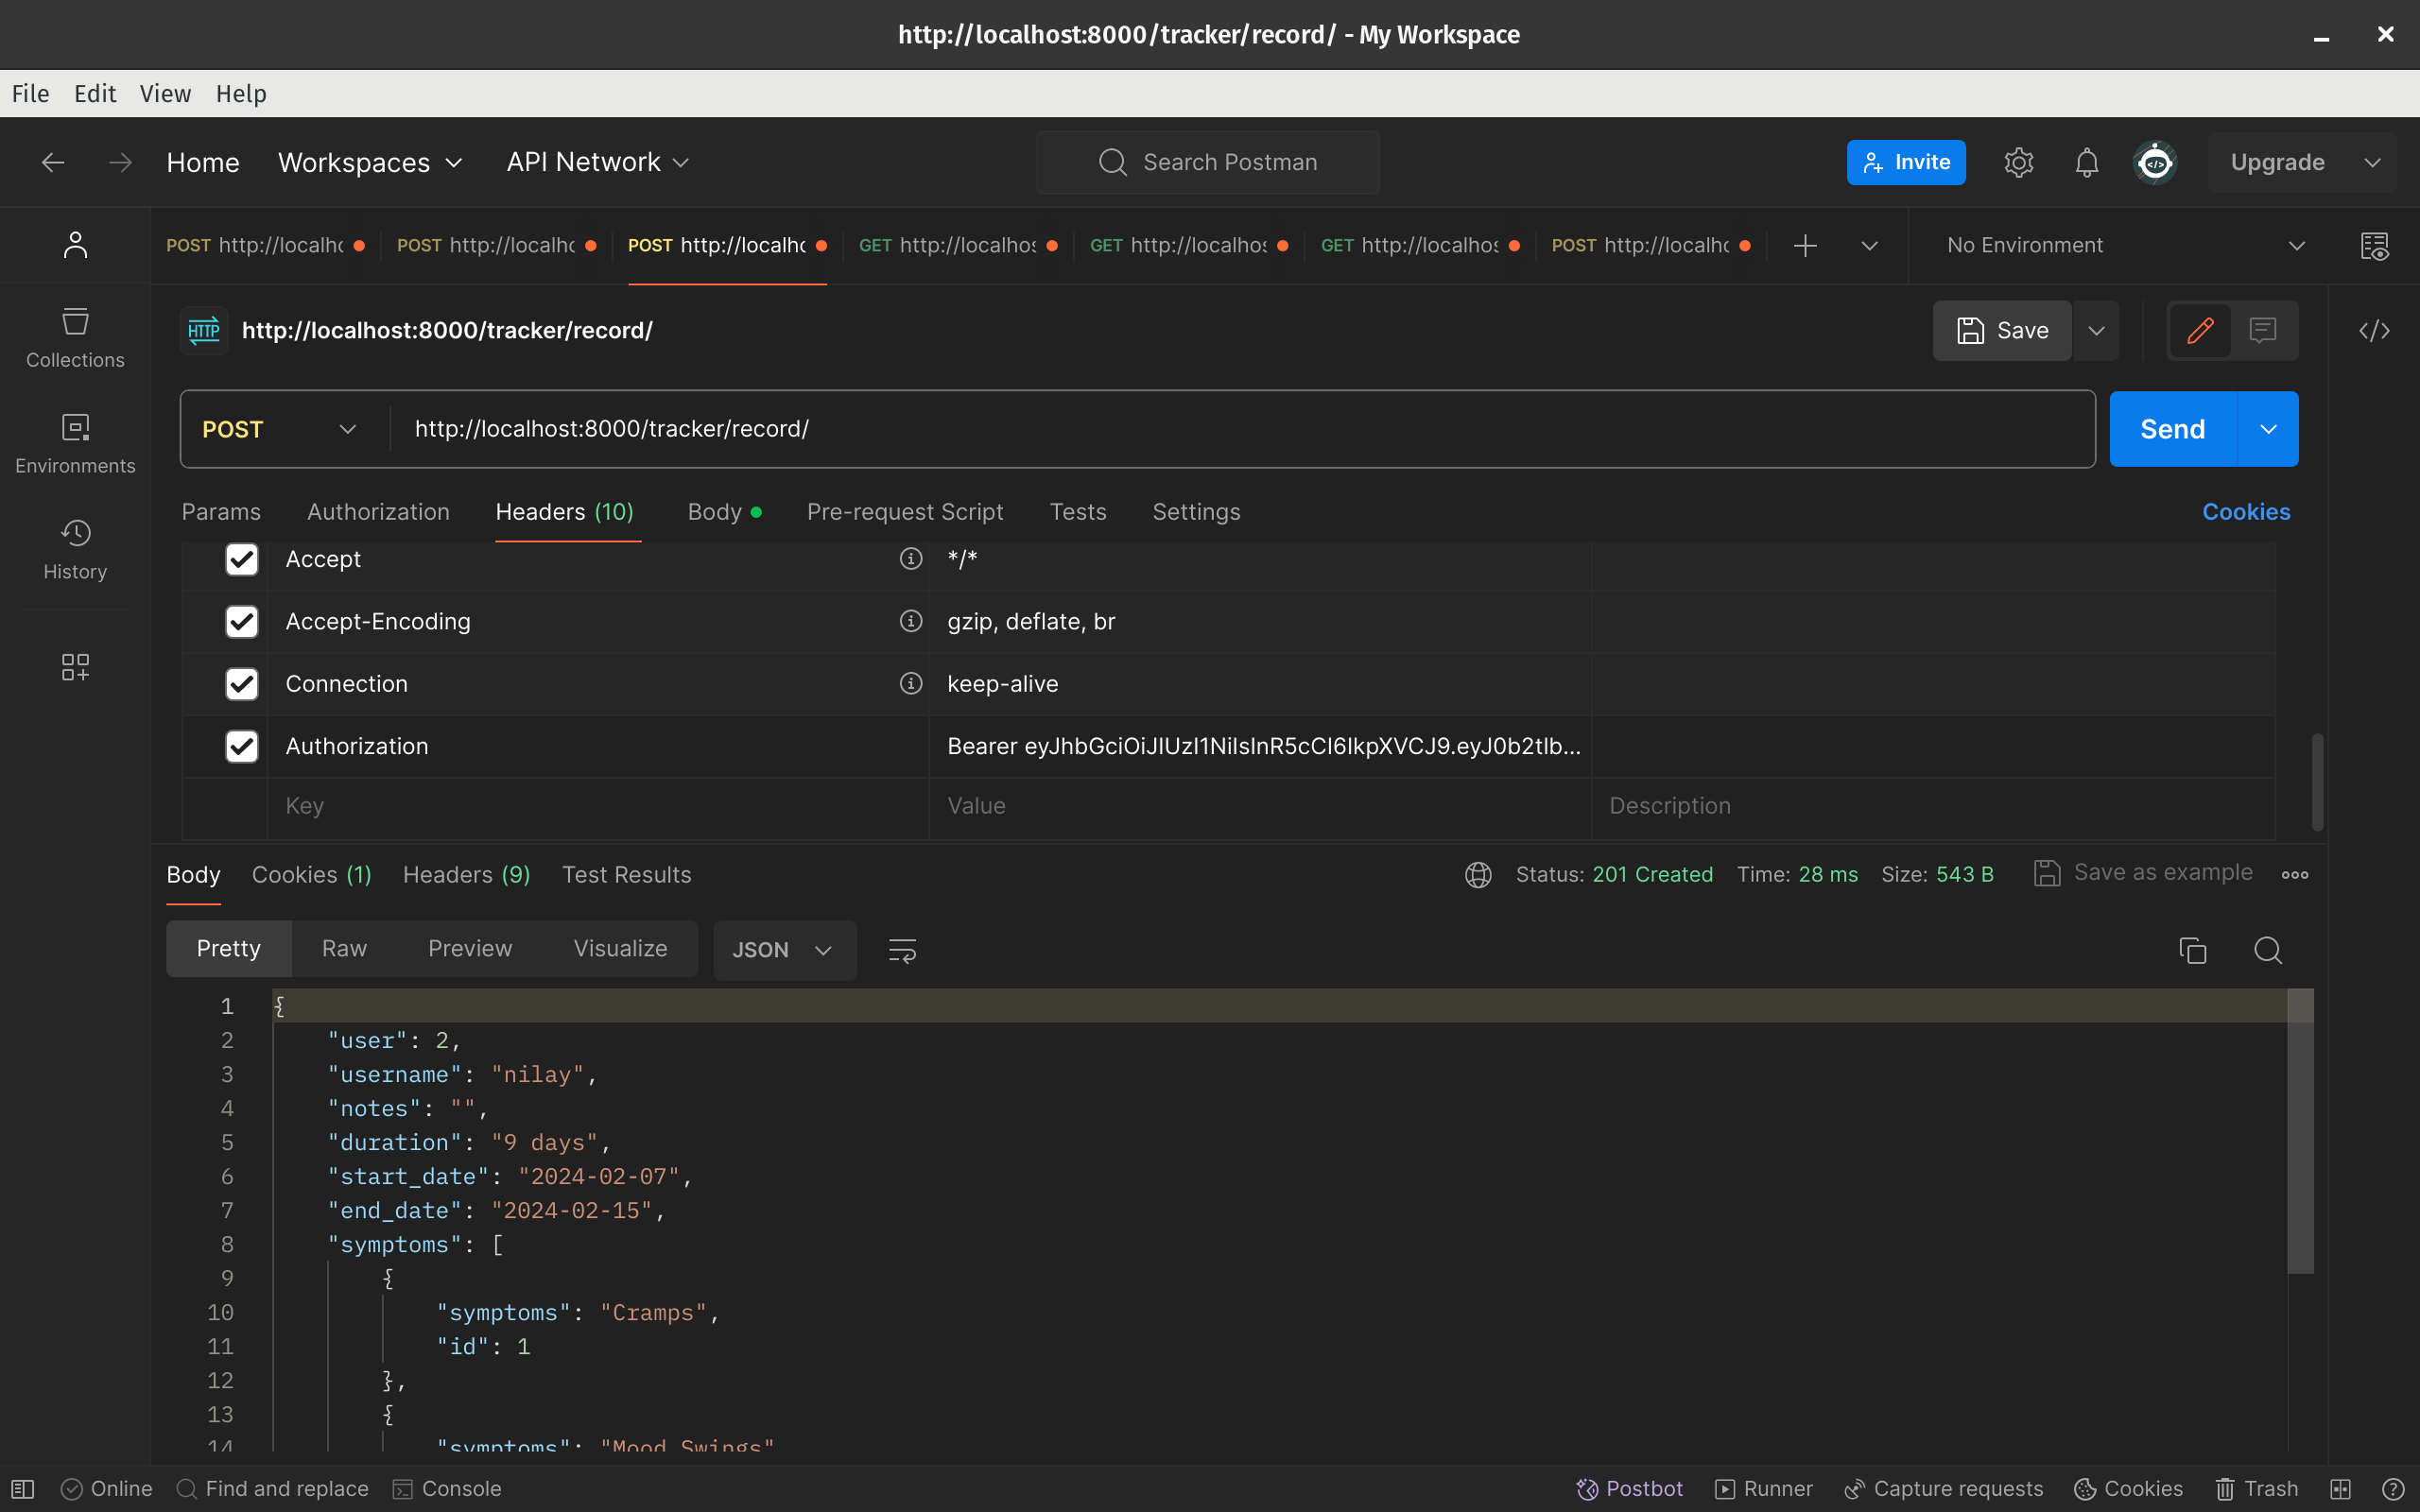 http://localhost:8000/tracker/record/ - My Workspace
File Edit View Help
Home Workspaces API Network Search Postman Invite Upgrade
POST http://localhc POST http://localhc POST http://localhc GET http://localhos GET http://localhos GET http://localhos POST http://localhc No Environment
HTTP http://localhost:8000/tracker/record/ Save
Collections
POST http://localhost:8000/tracker/record/ Send
Environments
Params Authorization Headers (10) Body Pre-request Script Tests Settings Cookies
History
Accept */*
Accept-Encoding gzip, deflate, br
Connection keep-alive
Authorization Bearer eyJhbGciOiJIUzI1NiIsInR5cCI6IkpXVCJ9.eyJ0b2tlb...
Key Value Description
Body Cookies (1) Headers (9) Test Results Status: 201 Created Time: 28 ms Size: 543 B Save as example
Pretty Raw Preview Visualize JSON
1 {
2 "user": 2,
3 "username": "nilay",
4 "notes": "",
5 "duration": "9 days",
6 "start_date": "2024-02-07",
7 "end_date": "2024-02-15",
8 "symptoms": [
9 {
10 "symptoms": "Cramps",
11 "id": 1
12 },
13 {
14 "symptoms": "Mood Swings"
Online Find and replace Console Postbot Runner Capture requests Cookies Trash